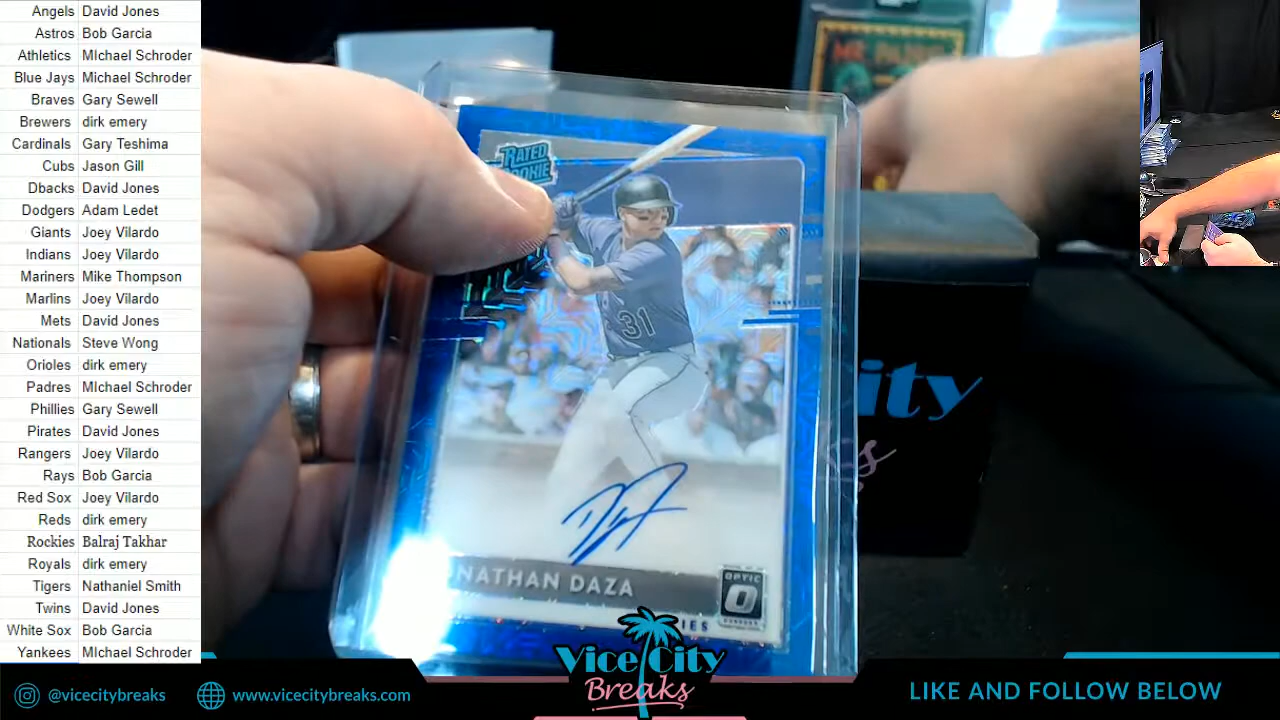 Angels David Jones
Astros Bob Garcia
Athletics MIchael Schroder
Blue Jays Michael Schroder
Braves Gary Sewell
Brewers dirk emery
Cardinals Gary Teshima
Cubs Jason Gill
Dbacks David Jones
Dodgers Adam Ledet
Giants Joey Vilardo
Indians Joey Vilardo
Mariners Mike Thompson
Marlins Joey Vilardo
Mets David Jones
Nationals Steve Wong
Orioles dirk emery
Padres MIchael Schroder
Phillies Gary Sewell
Pirates David Jones
Rangers Joey Vilardo
Rays Bob Garcia
Red Sox Joey Vilardo
Reds dirk emery
Rockies Balraj Takhar
Royals dirk emery
Tigers Nathaniel Smith
Twins David Jones
White Sox Bob Garcia
Yankees MIchael Schroder
RATED
31
NATHAN DAZA
OPTIC
City
Vice City
Breaks
@vicecitybreaks
www.vicecitybreaks.com
LIKE AND FOLLOW BELOW